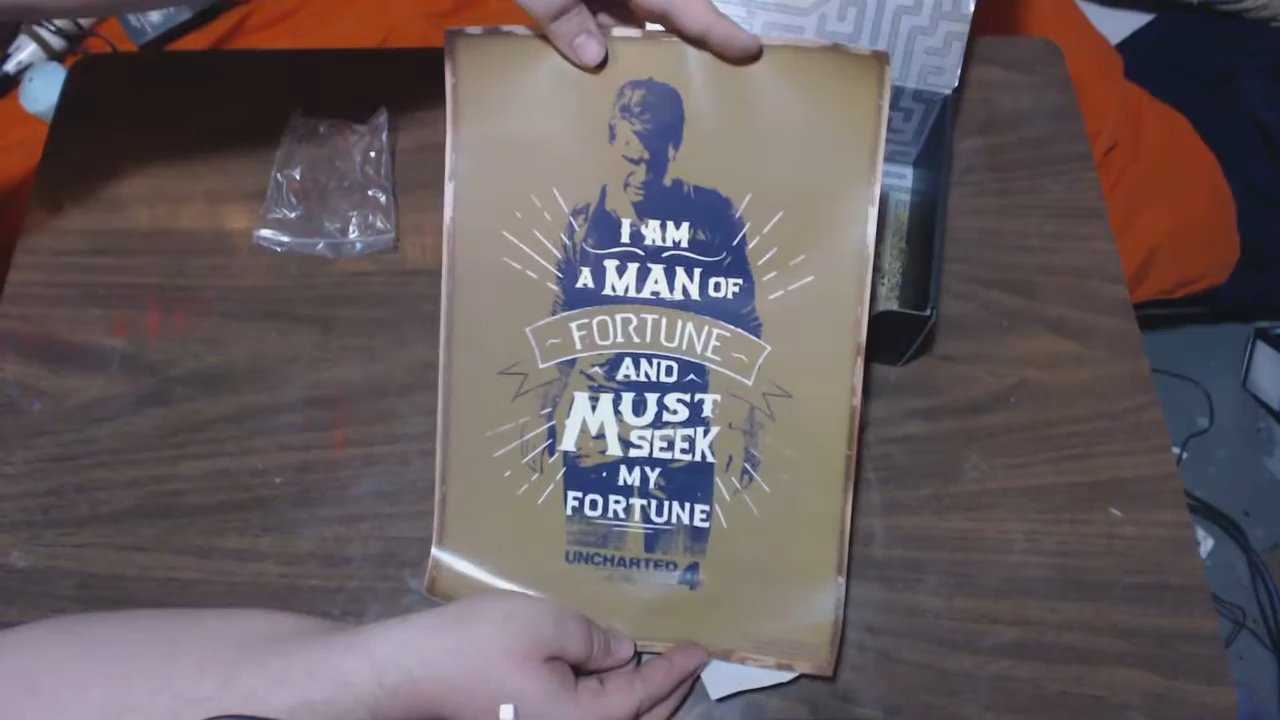 I AM
A MAN OF
~ FORTUNE ~
AND
MUST
SEEK
MY
FORTUNE
UNCHARTED 4